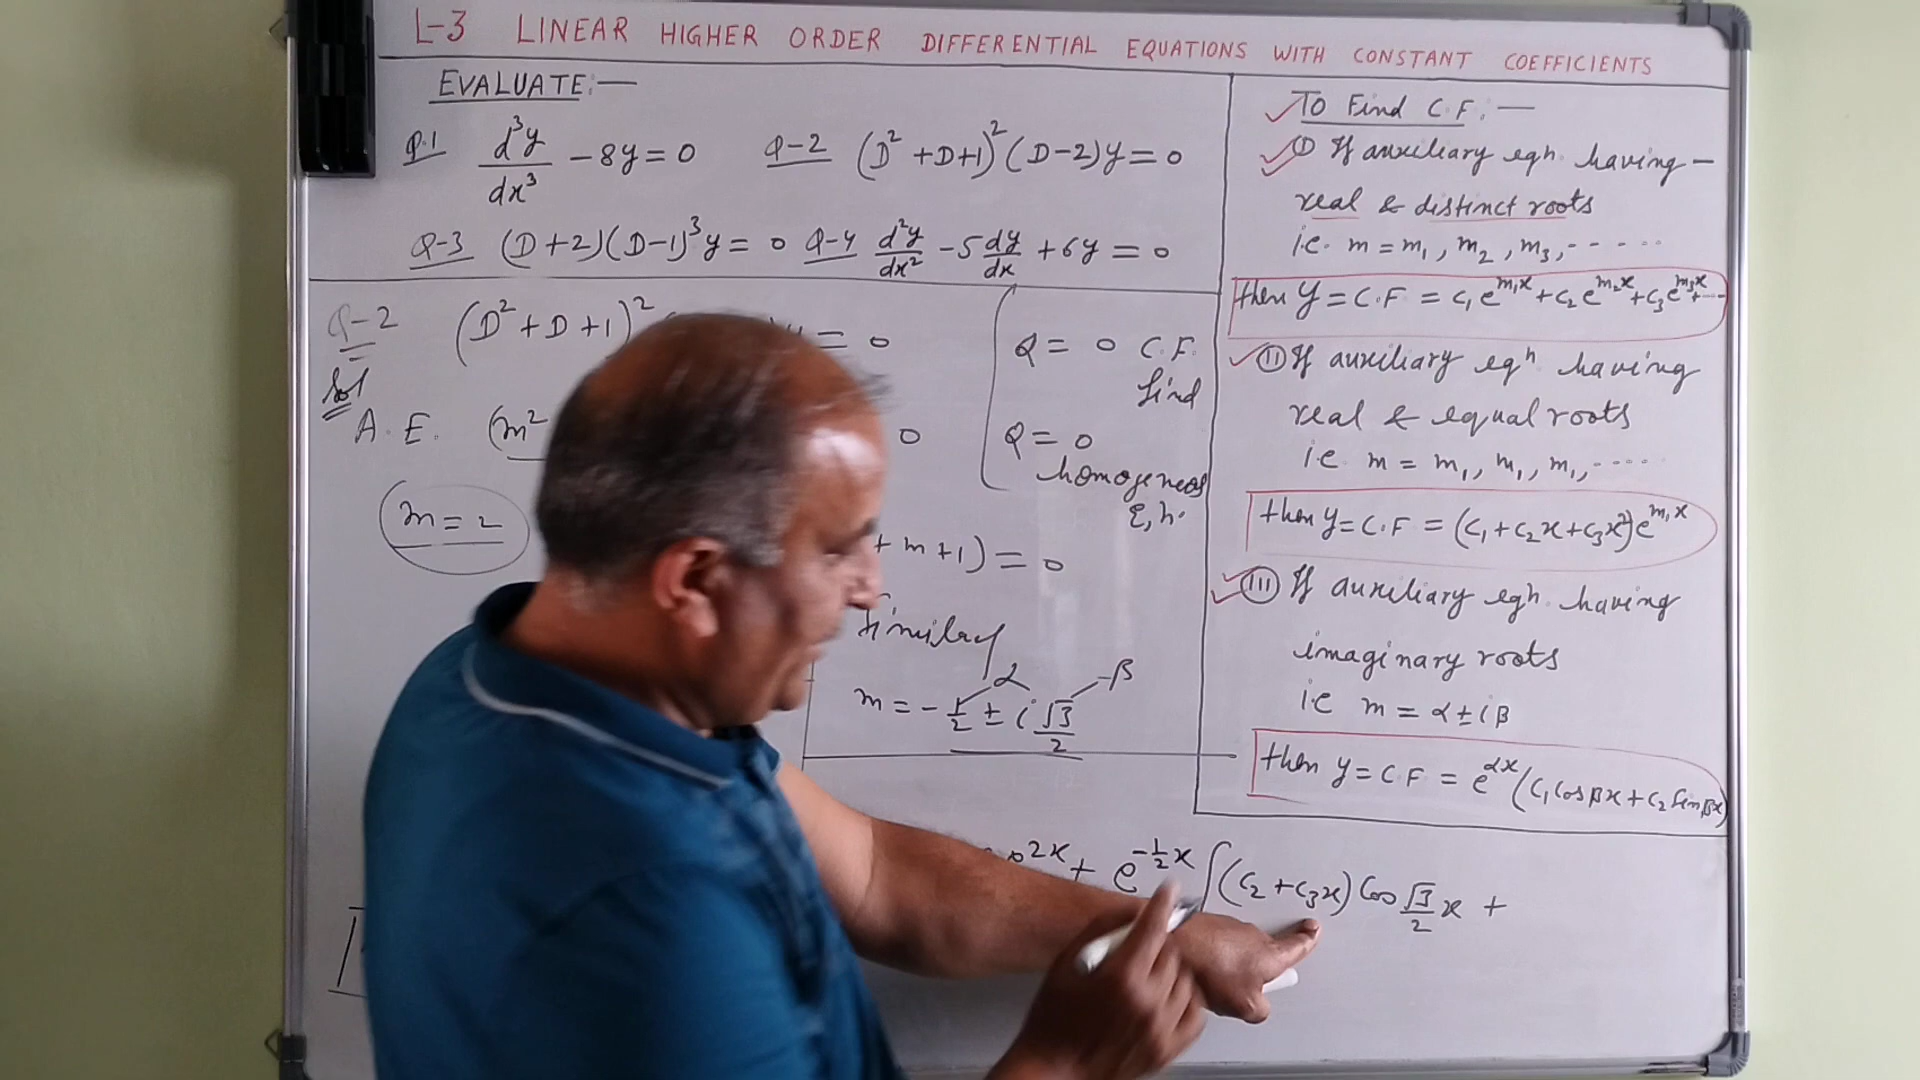 L-3 LINEAR HIGHER ORDER DIFFERENTIAL EQUATIONS WITH CONSTANT COEFFICIENTS
EVALUATE:—
Q.1 d³y/dx³ - 8y = 0 Q-2 (D² + D + 1)² (D-2)y = 0
Q-3 (D+2)(D-1)³y = 0 Q-4 d²y/dx² - 5 dy/dx + 6y = 0
Q-2 (D² + D + 1)² = 0
Sol
A.E. (m² 0
m = 2
+ m + 1) = 0
Similarly
α β
m = - 1/2 ± i √3/2
Q = 0 C.F.
find
Q = 0
homogeneous
E,n.
To Find C.F.:—
(I) If auxiliary eqn. having —
real & distinct roots
i.e. m = m₁, m₂, m₃, ------
then y = C.F = c₁e^m₁x + c₂e^m₂x + c₃e^m₃x + ---
(II) If auxiliary eqn having
real & equal roots
i.e m = m₁, m₁, m₁, ----
then y = C.F = (c₁ + c₂x + c₃x²)e^m₁x
(III) If auxiliary eqn. having
imaginary roots
i.e m = α ± iβ
then y = C.F = e^αx (c₁ cos βx + c₂ sin βx)
e^2x + e^-1/2x [(c₂ + c₃x) cos √3/2 x +